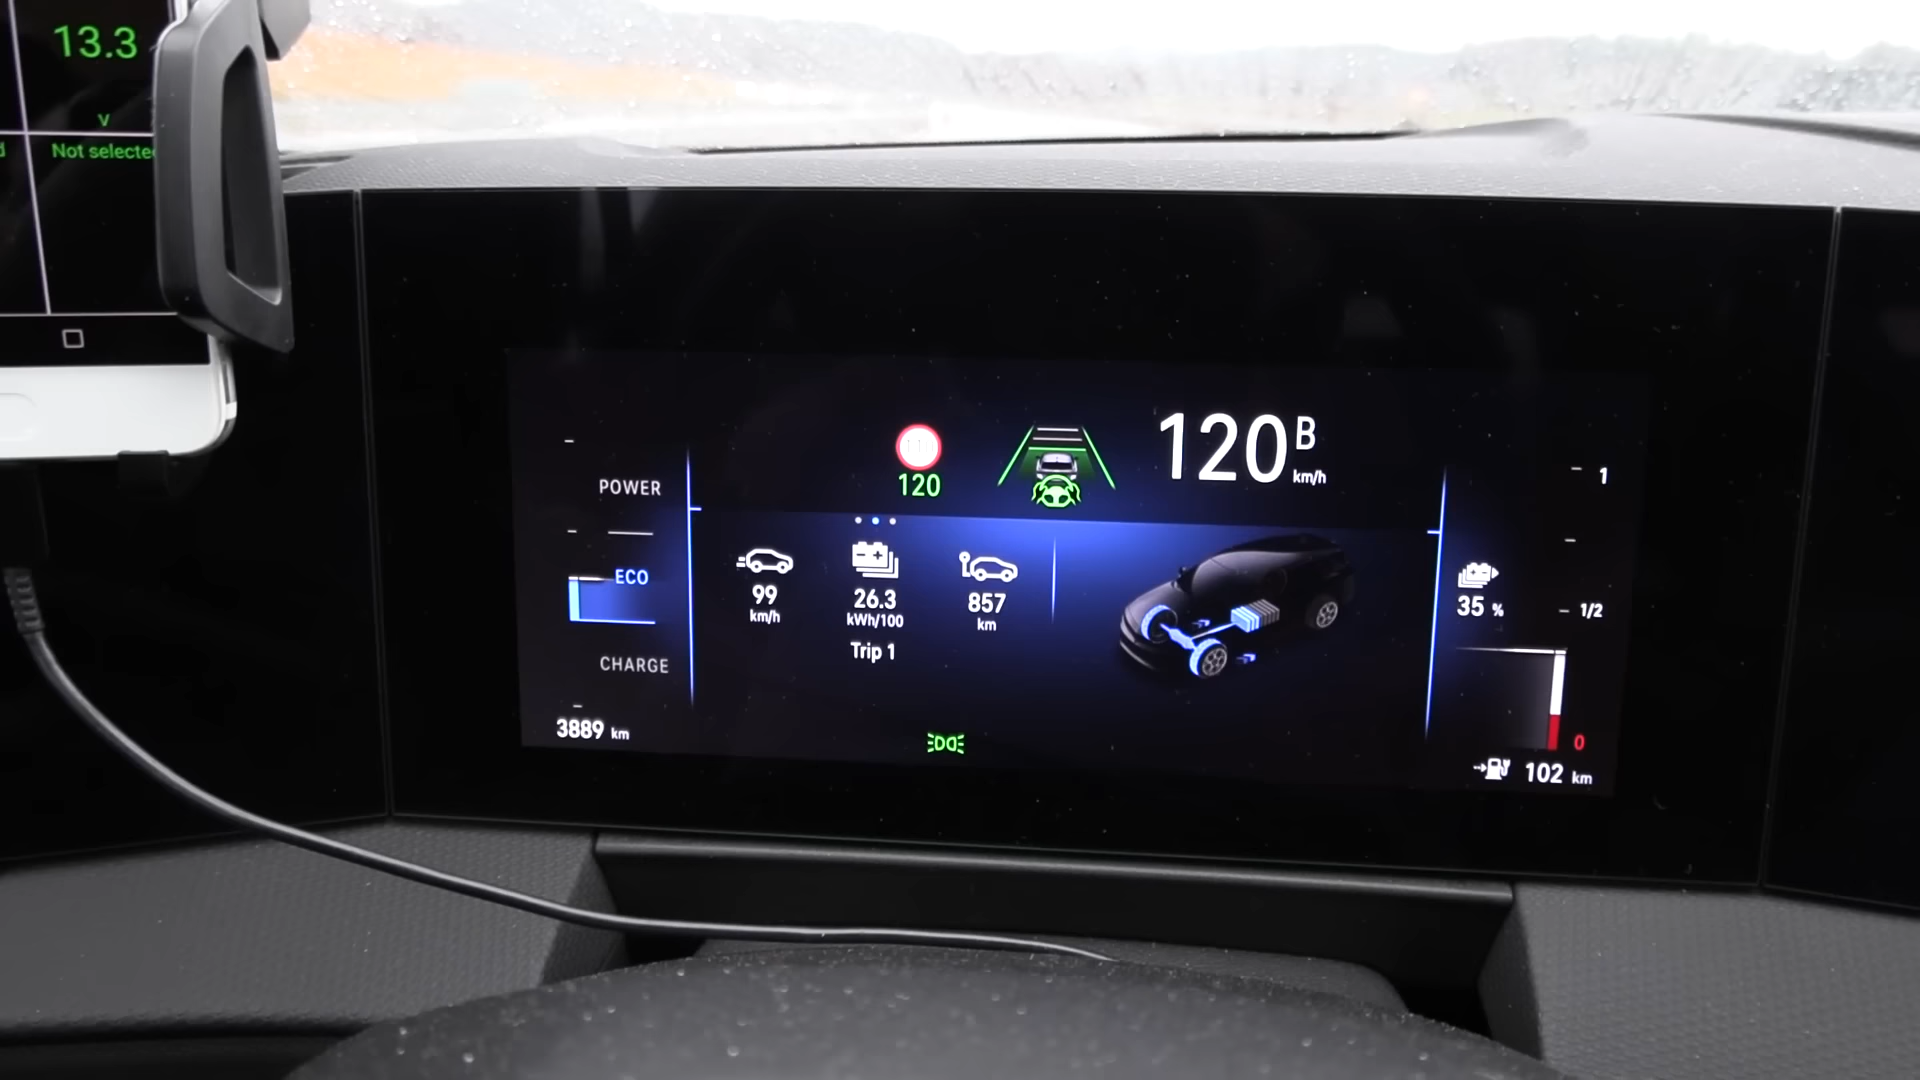 13.3
v
Not selecte
120
120 B
km/h
POWER
ECO
CHARGE
3889 km
99
km/h
26.3
kWh/100
Trip 1
857
km
1
35 %
1/2
0
102 km